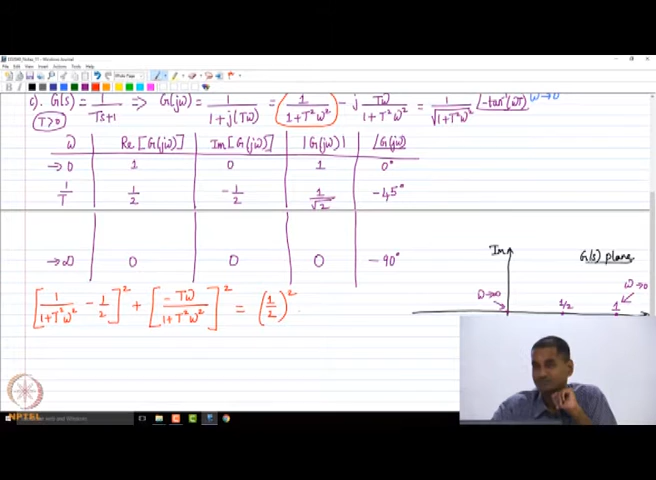 c) G(s) = 1/(Ts+1) ⟹ G(jω) = 1/(1+j(Tω)) = 1/(1+T²ω²) − j Tω/(1+T²ω²) = 1/√(1+T²ω²) ∠−tan⁻¹(ωT) ω→0
(T>0)
ω Re[G(jω)] Im[G(jω)] |G(jω)| ∠G(jω)
→0 1 0 1 0°
1/T 1/2 −1/2 1/√2 −45°
→∞ 0 0 0 −90°
[1/(1+T²ω²) − 1/2]² + [−Tω/(1+T²ω²)]² = (1/2)²
Im
G(s) plane
ω→∞ ω→0
1/2 1
NPTEL